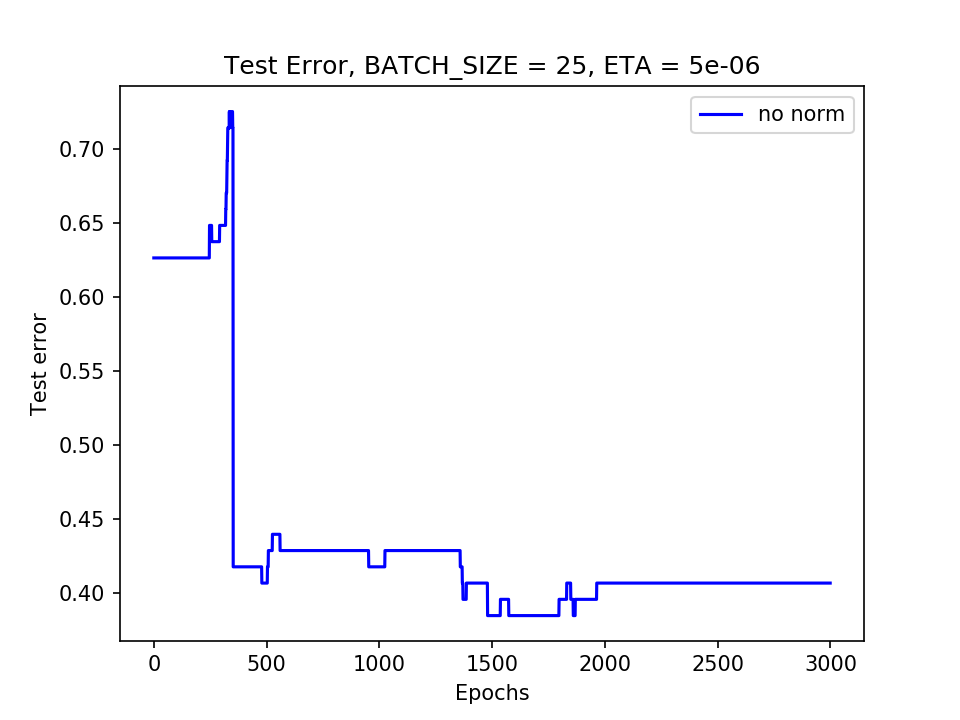 Test Error, BATCH_SIZE = 25, ETA = 5e-06
no norm
0.70
0.65
0.60
0.55
0.50
0.45
0.40
Test error
0 500 1000 1500 2000 2500 3000
Epochs